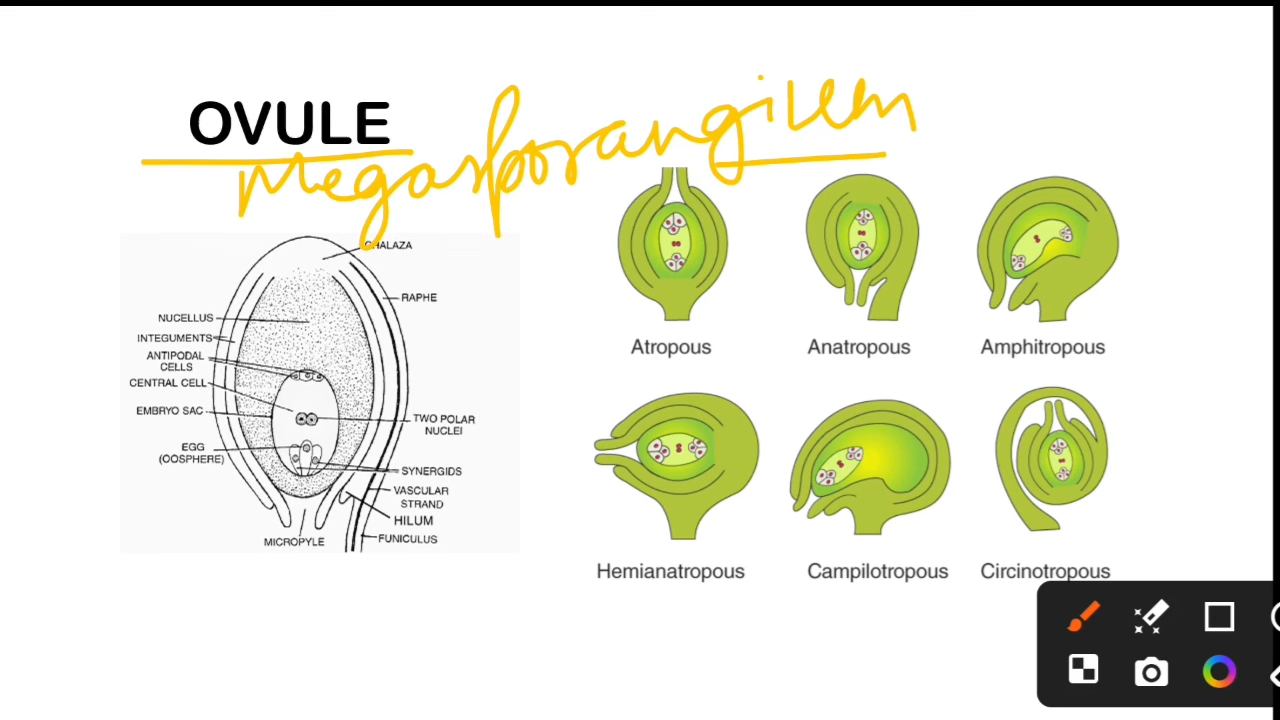 OVULE
Megasporangium
CHALAZA
RAPHE
NUCELLUS
INTEGUMENTS
ANTIPODAL
CELLS
CENTRAL CELL
EMBRYO SAC
TWO POLAR
NUCLEI
EGG
(OOSPHERE)
SYNERGIDS
VASCULAR
STRAND
HILUM
MICROPYLE
FUNICULUS
Atropous
Anatropous
Amphitropous
Hemianatropous
Campilotropous
Circinotropous